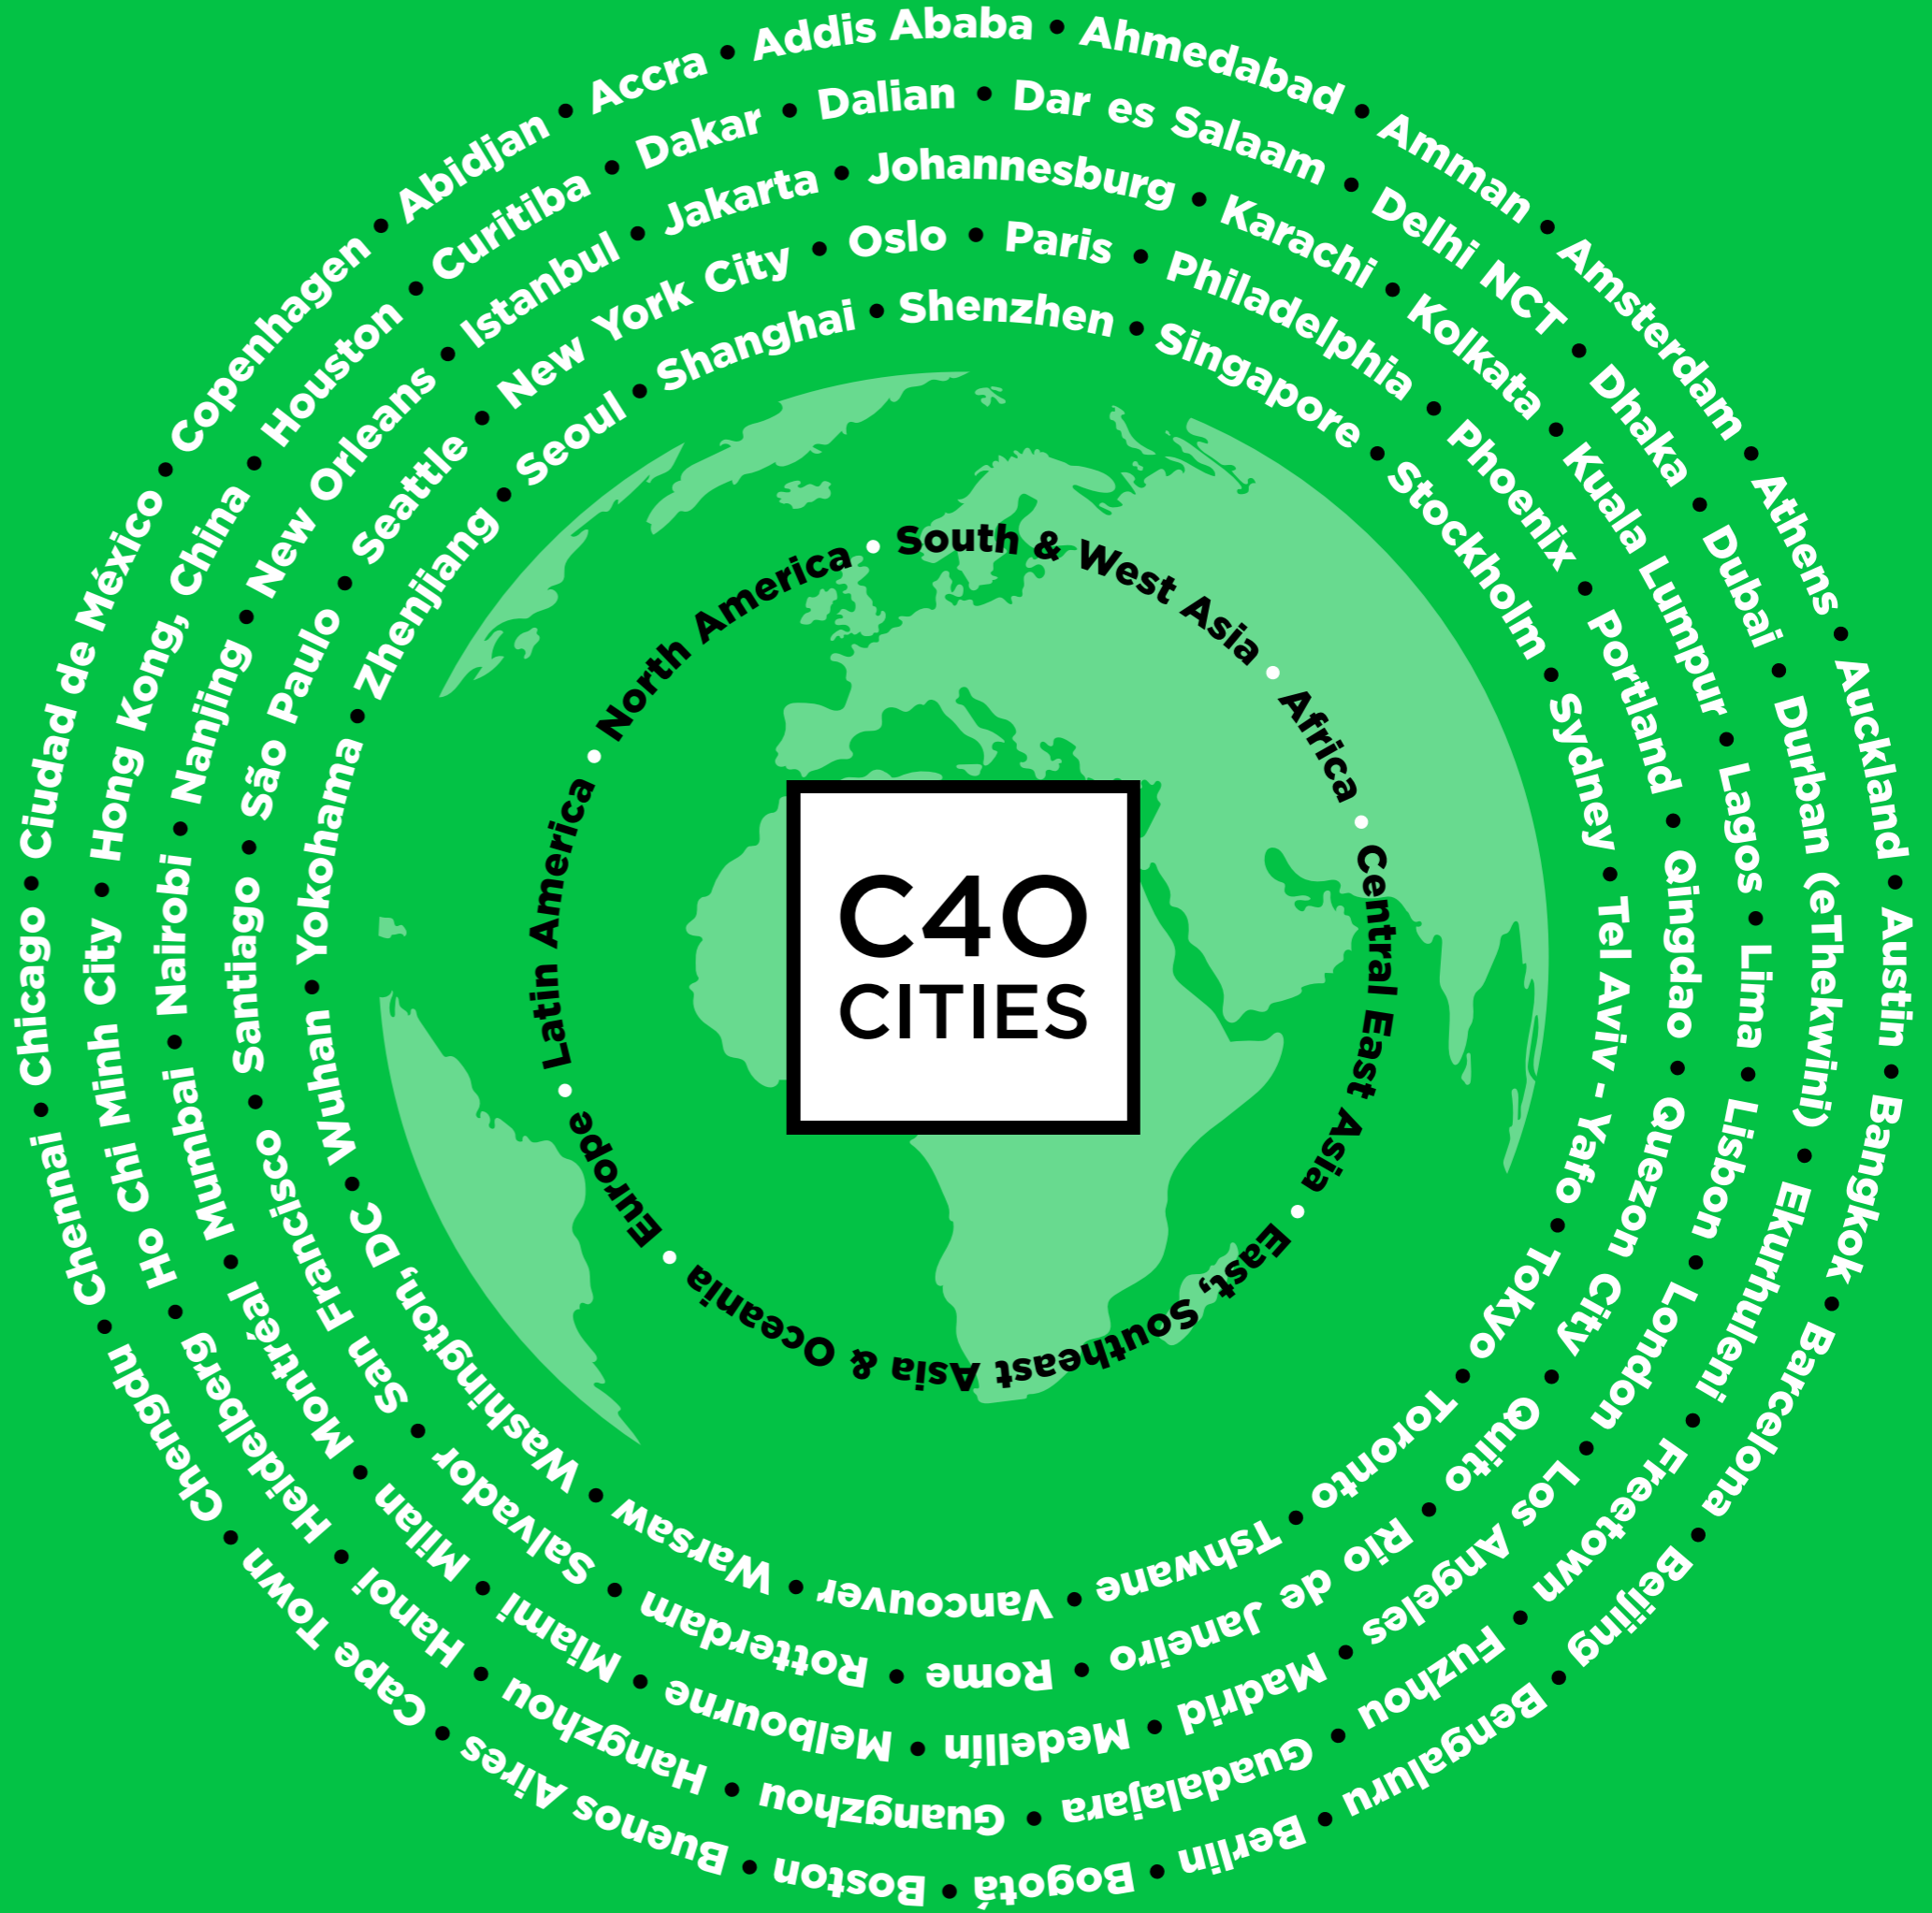 Abidjan • Accra • Addis Ababa • Ahmedabad • Amman • Amsterdam • Athens • Auckland • Austin • Bangkok • Barcelona • Beijing • Bengaluru • Berlin • Bogotá • Boston • Buenos Aires • Cape Town • Chengdu • Chennai • Chicago • Ciudad de México • Copenhagen •
Curitiba • Dakar • Dalian • Dar es Salaam • Delhi NCT • Dhaka • Dubai • Durban (eThekwini) • Ekurhuleni • Freetown • Fuzhou • Guadalajara • Guangzhou • Hangzhou • Hanoi • Heidelberg • Ho Chi Minh City • Hong Kong, China • Houston •
Istanbul • Jakarta • Johannesburg • Karachi • Kolkata • Kuala Lumpur • Lagos • Lima • Lisbon • London • Los Angeles • Madrid • Medellín • Melbourne • Miami • Milan • Montréal • Mumbai • Nairobi • Nanjing • New Orleans •
New York City • Oslo • Paris • Philadelphia • Phoenix • Portland • Qingdao • Quezon City • Quito • Rio de Janeiro • Rome • Rotterdam • Salvador • San Francisco • Santiago • São Paulo • Seattle •
Seoul • Shanghai • Shenzhen • Singapore • Stockholm • Sydney • Tel Aviv - Yafo • Tokyo • Toronto • Tshwane • Vancouver • Warsaw • Washington, DC • Wuhan • Yokohama • Zhenjiang •
South & West Asia • Africa • Central East Asia • East, Southeast Asia & Oceania • Europe • Latin America • North America •
C40
CITIES